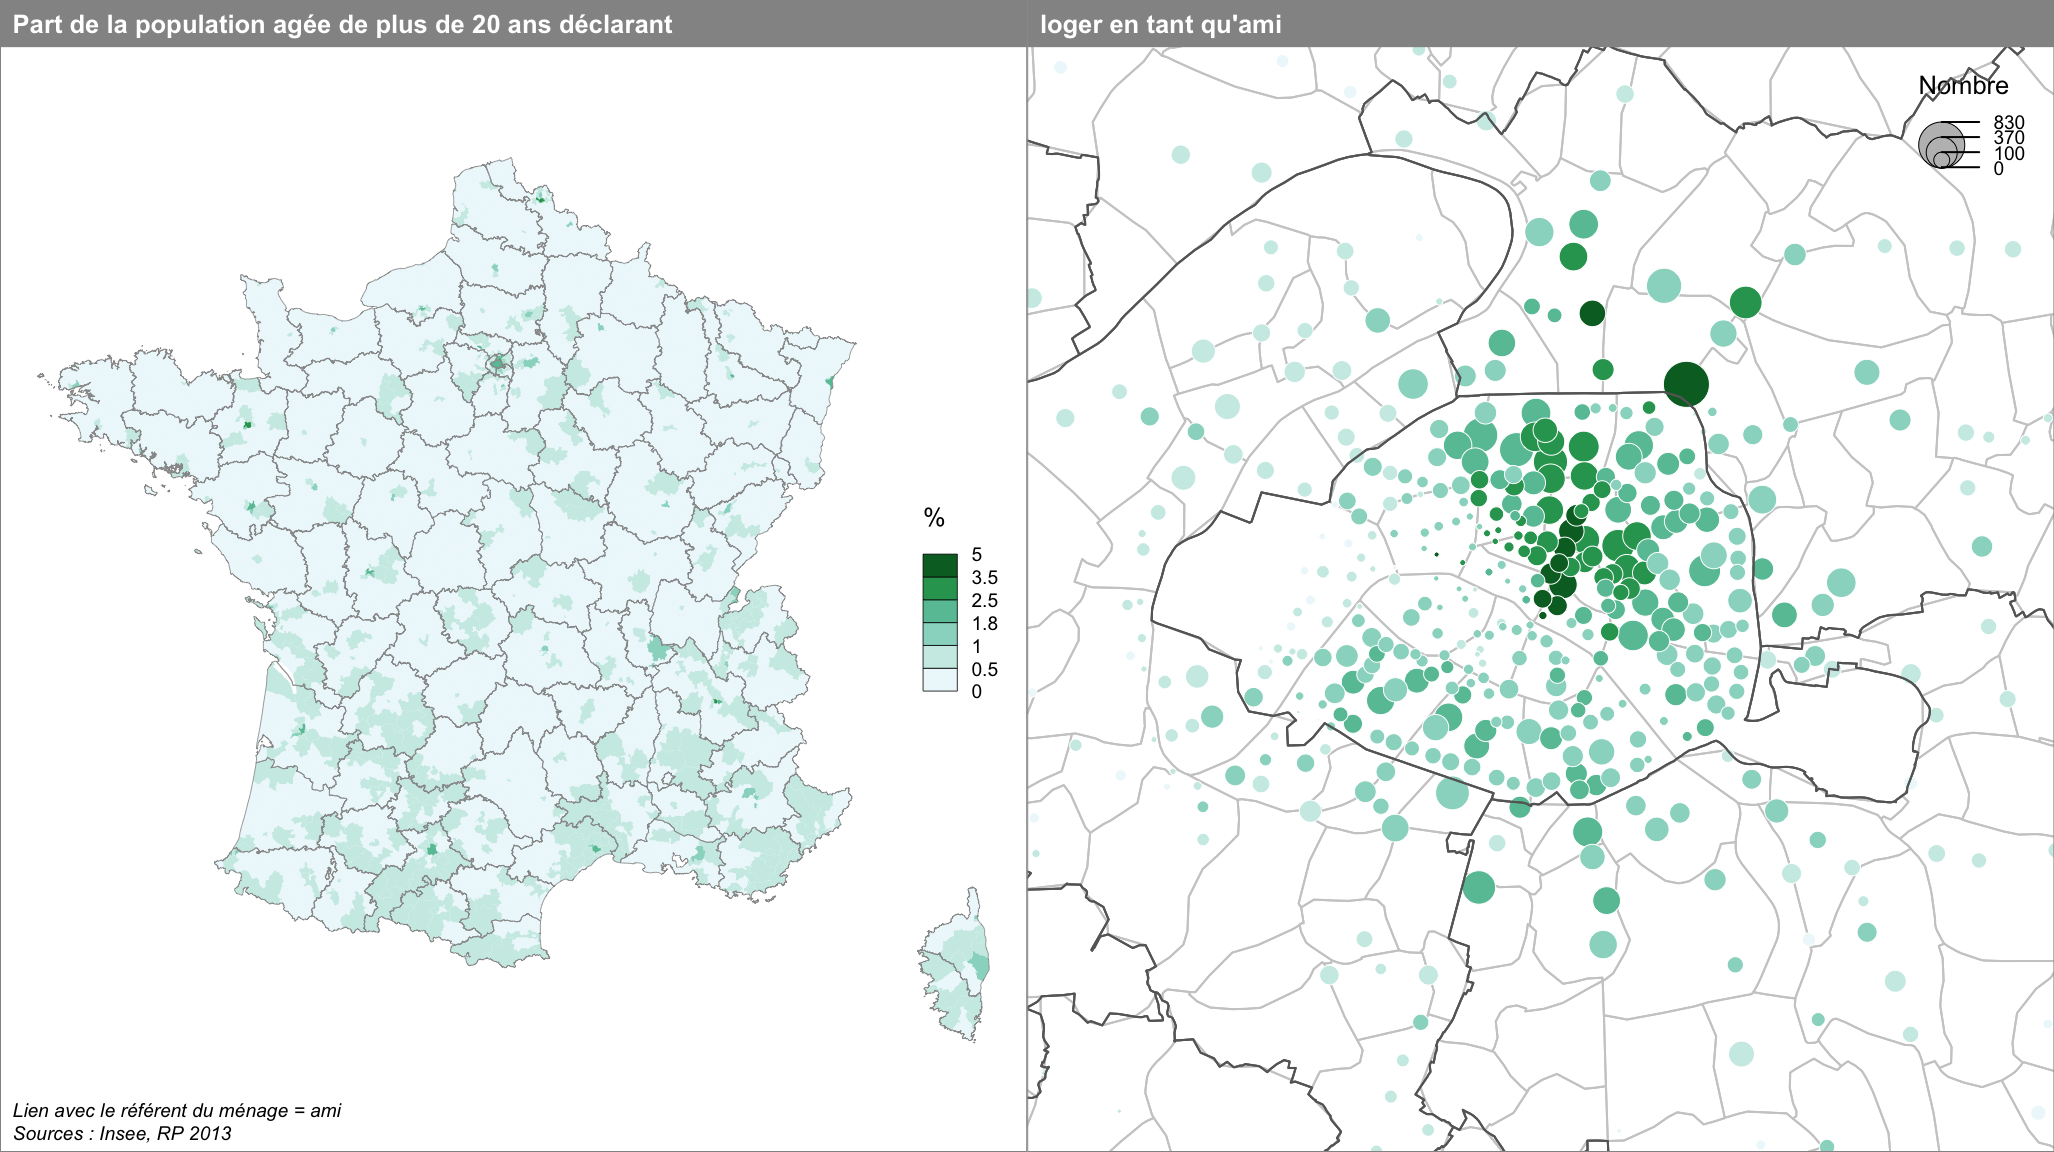 Part de la population agée de plus de 20 ans déclarant
loger en tant qu'ami
Nombre
830
370
100
0
%
5
3.5
2.5
1.8
1
0.5
0
Lien avec le référent du ménage = ami
Sources : Insee, RP 2013